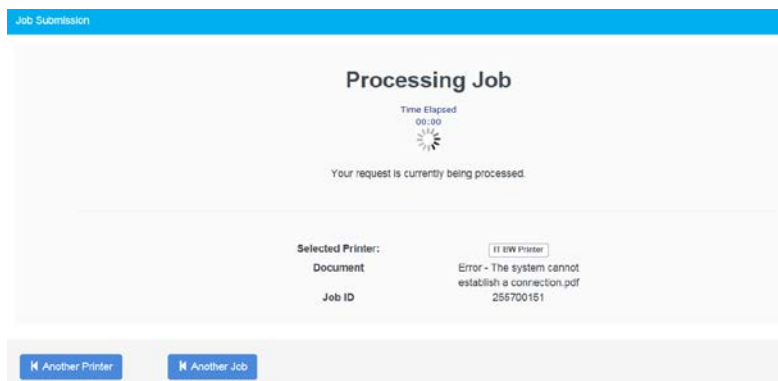 Job Submission
Processing Job
Time Elapsed
00:00
Your request is currently being processed.
Selected Printer: IT BW Printer
Document Error - The system cannot
establish a connection.pdf
Job ID 255700151
Another Printer Another Job